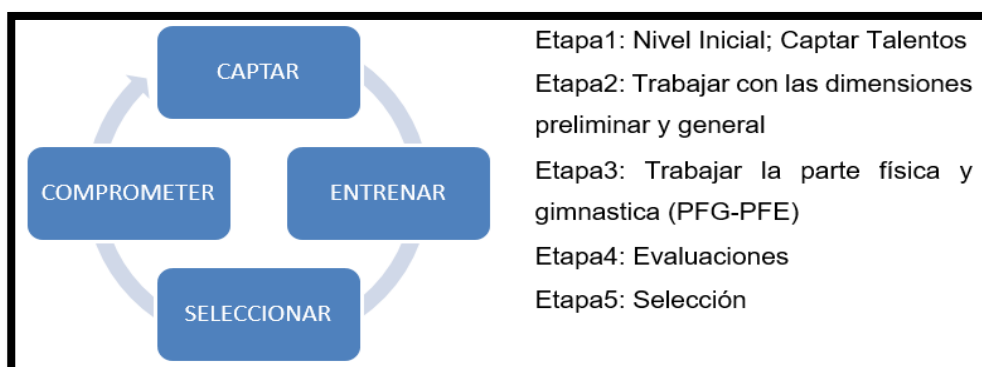 CAPTAR
ENTRENAR
SELECCIONAR
COMPROMETER
Etapa1: Nivel Inicial; Captar Talentos
Etapa2: Trabajar con las dimensiones
preliminar y general
Etapa3: Trabajar la parte física y
gimnastica (PFG-PFE)
Etapa4: Evaluaciones
Etapa5: Selección